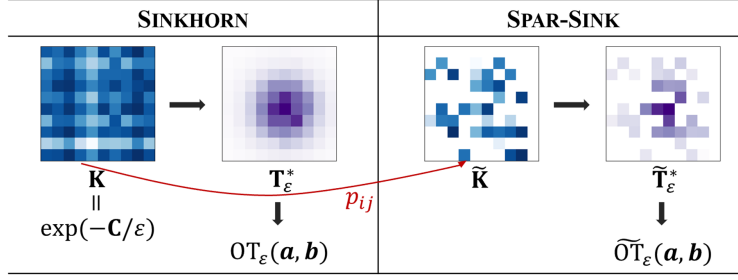 SINKHORN
SPAR-SINK
K
T*ε
K̃
T̃*ε
=
exp(−C/ε)
pij
OTε(a, b)
ÕTε(a, b)